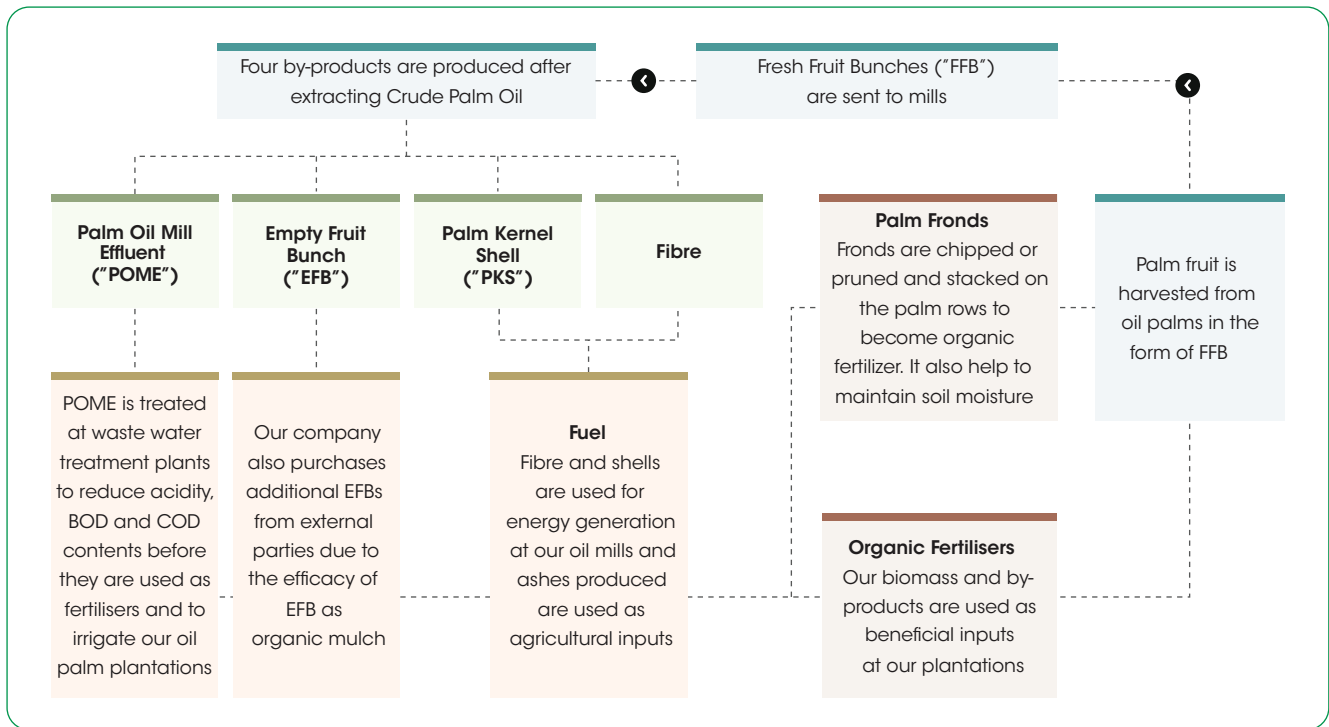 Four by-products are produced after
extracting Crude Palm Oil
Fresh Fruit Bunches ("FFB")
are sent to mills
Palm Oil Mill
Effluent
("POME")
Empty Fruit
Bunch
("EFB")
Palm Kernel
Shell
("PKS")
Fibre
Palm Fronds
Fronds are chipped or
pruned and stacked on
the palm rows to
become organic
fertilizer. It also help to
maintain soil moisture
Palm fruit is
harvested from
oil palms in the
form of FFB
POME is treated
at waste water
treatment plants
to reduce acidity,
BOD and COD
contents before
they are used as
fertilisers and to
irrigate our oil
palm plantations
Our company
also purchases
additional EFBs
from external
parties due to
the efficacy of
EFB as
organic mulch
Fuel
Fibre and shells
are used for
energy generation
at our oil mills and
ashes produced
are used as
agricultural inputs
Organic Fertilisers
Our biomass and by-
products are used as
beneficial inputs
at our plantations